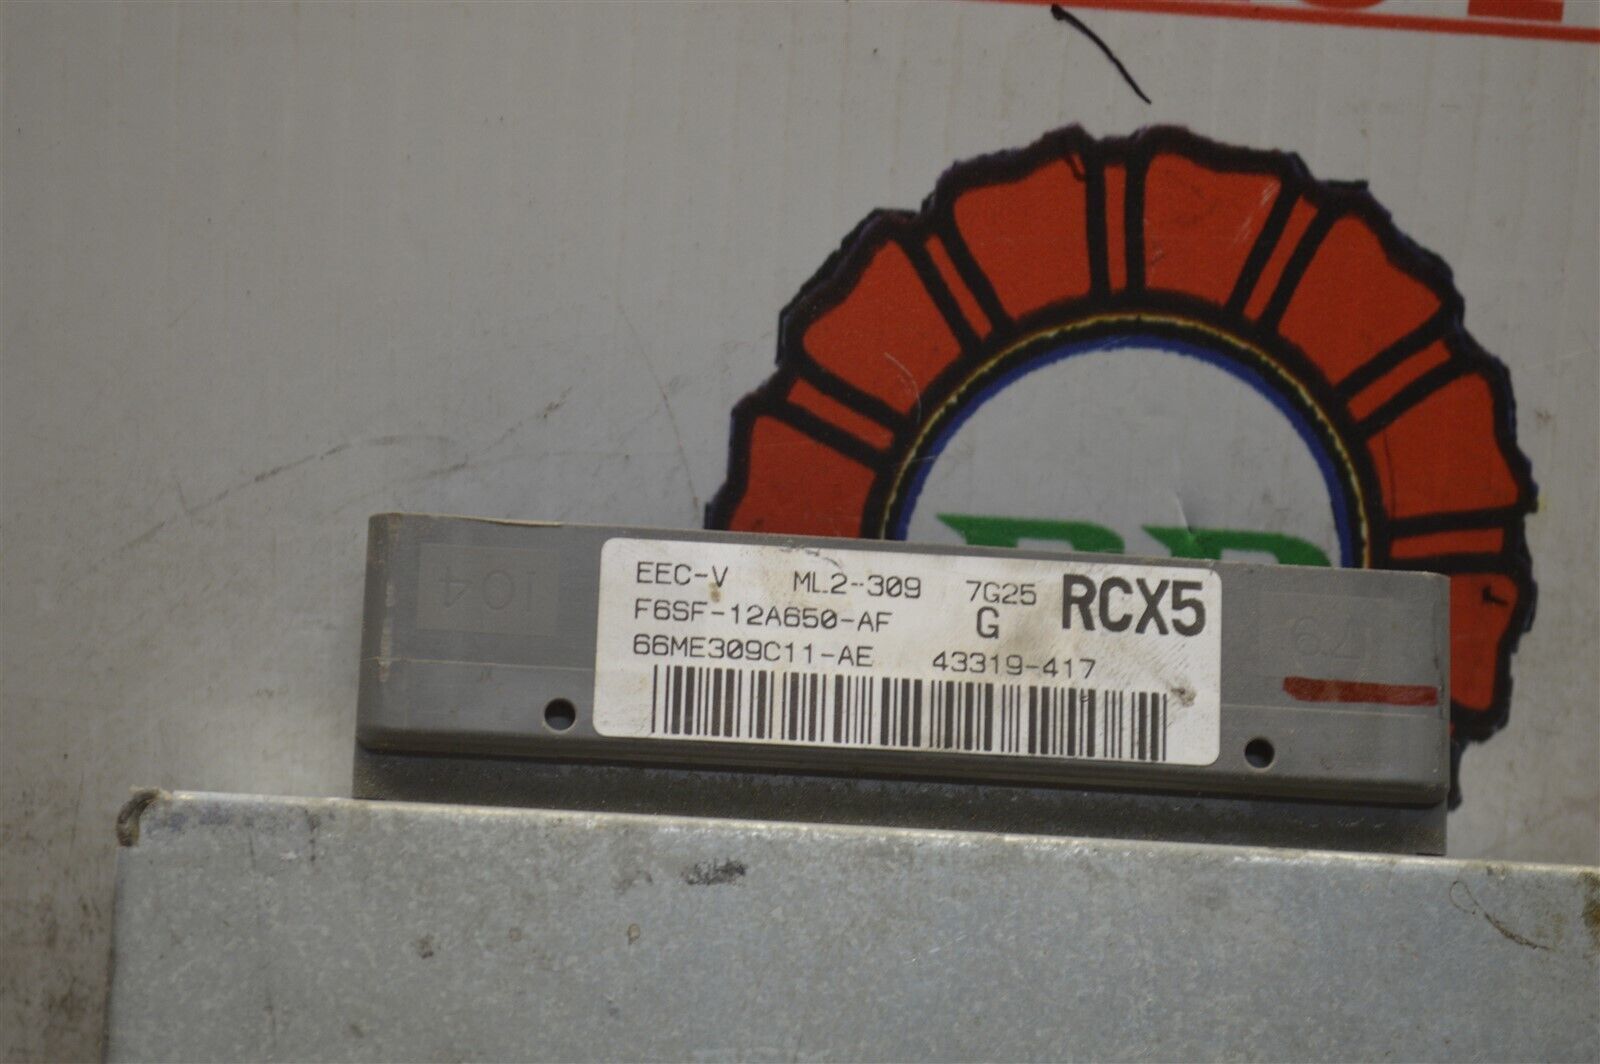 EEC-V ML2-309 7G25 RCX5
F6SF-12A650-AF G
66ME309C11-AE 43319-417
104